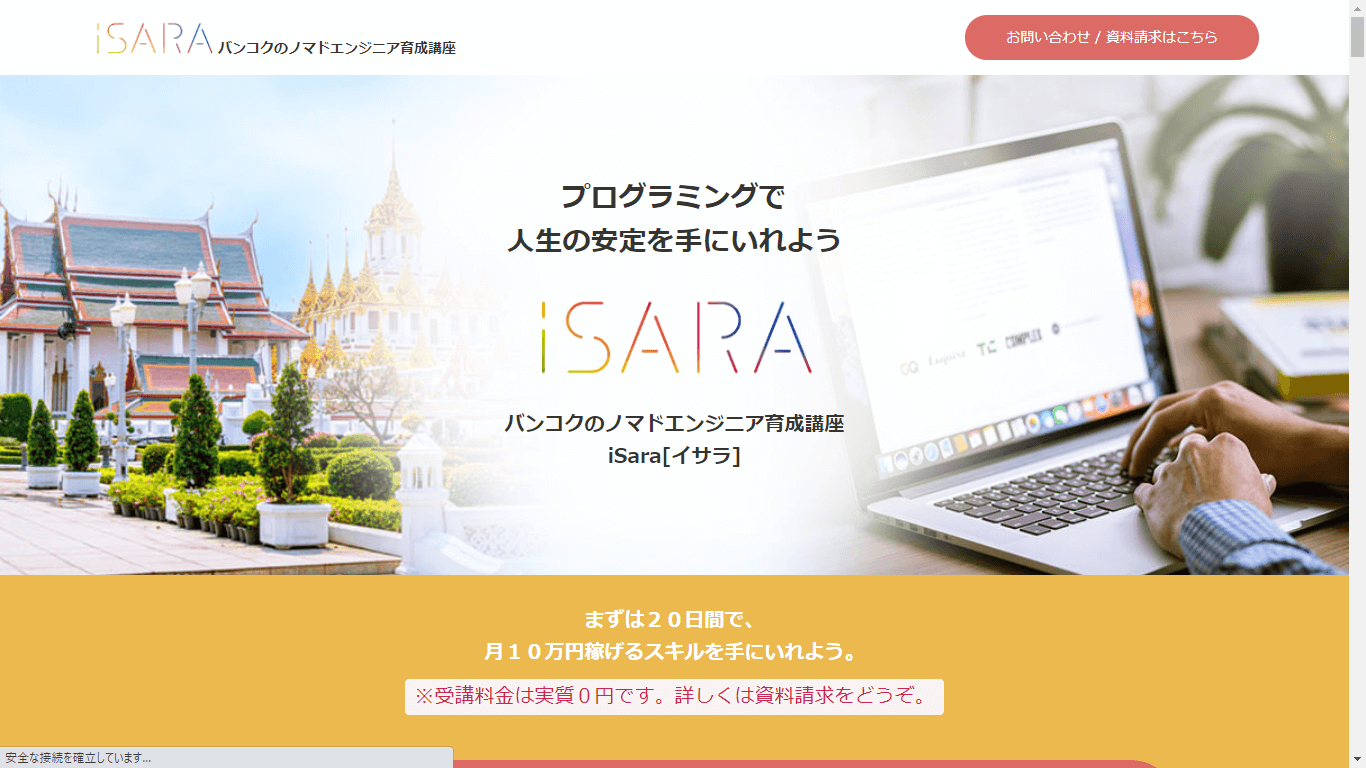 iSARA バンコクのノマドエンジニア育成講座
お問い合わせ / 資料請求はこちら
プログラミングで
人生の安定を手にいれよう
iSARA
バンコクのノマドエンジニア育成講座
iSara[イサラ]
GQ Esquire TC COMPLEX
まずは２０日間で、
月１０万円稼げるスキルを手にいれよう。
※受講料金は実質０円です。詳しくは資料請求をどうぞ。
安全な接続を確立しています...